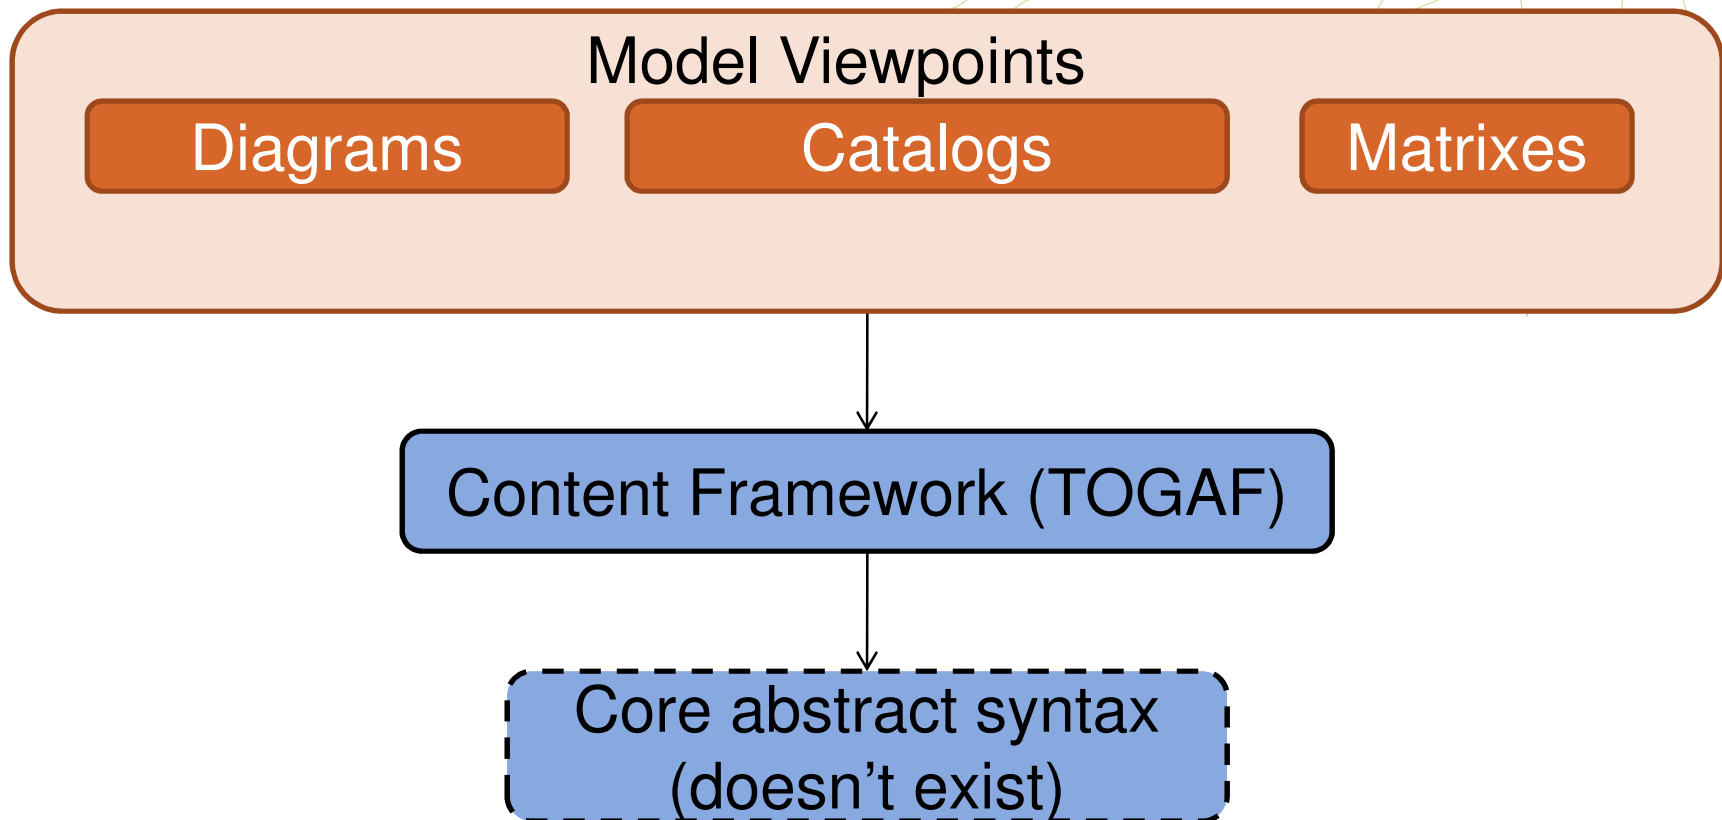 Model Viewpoints
Diagrams
Catalogs
Matrixes
Content Framework (TOGAF)
Core abstract syntax
(doesn’t exist)